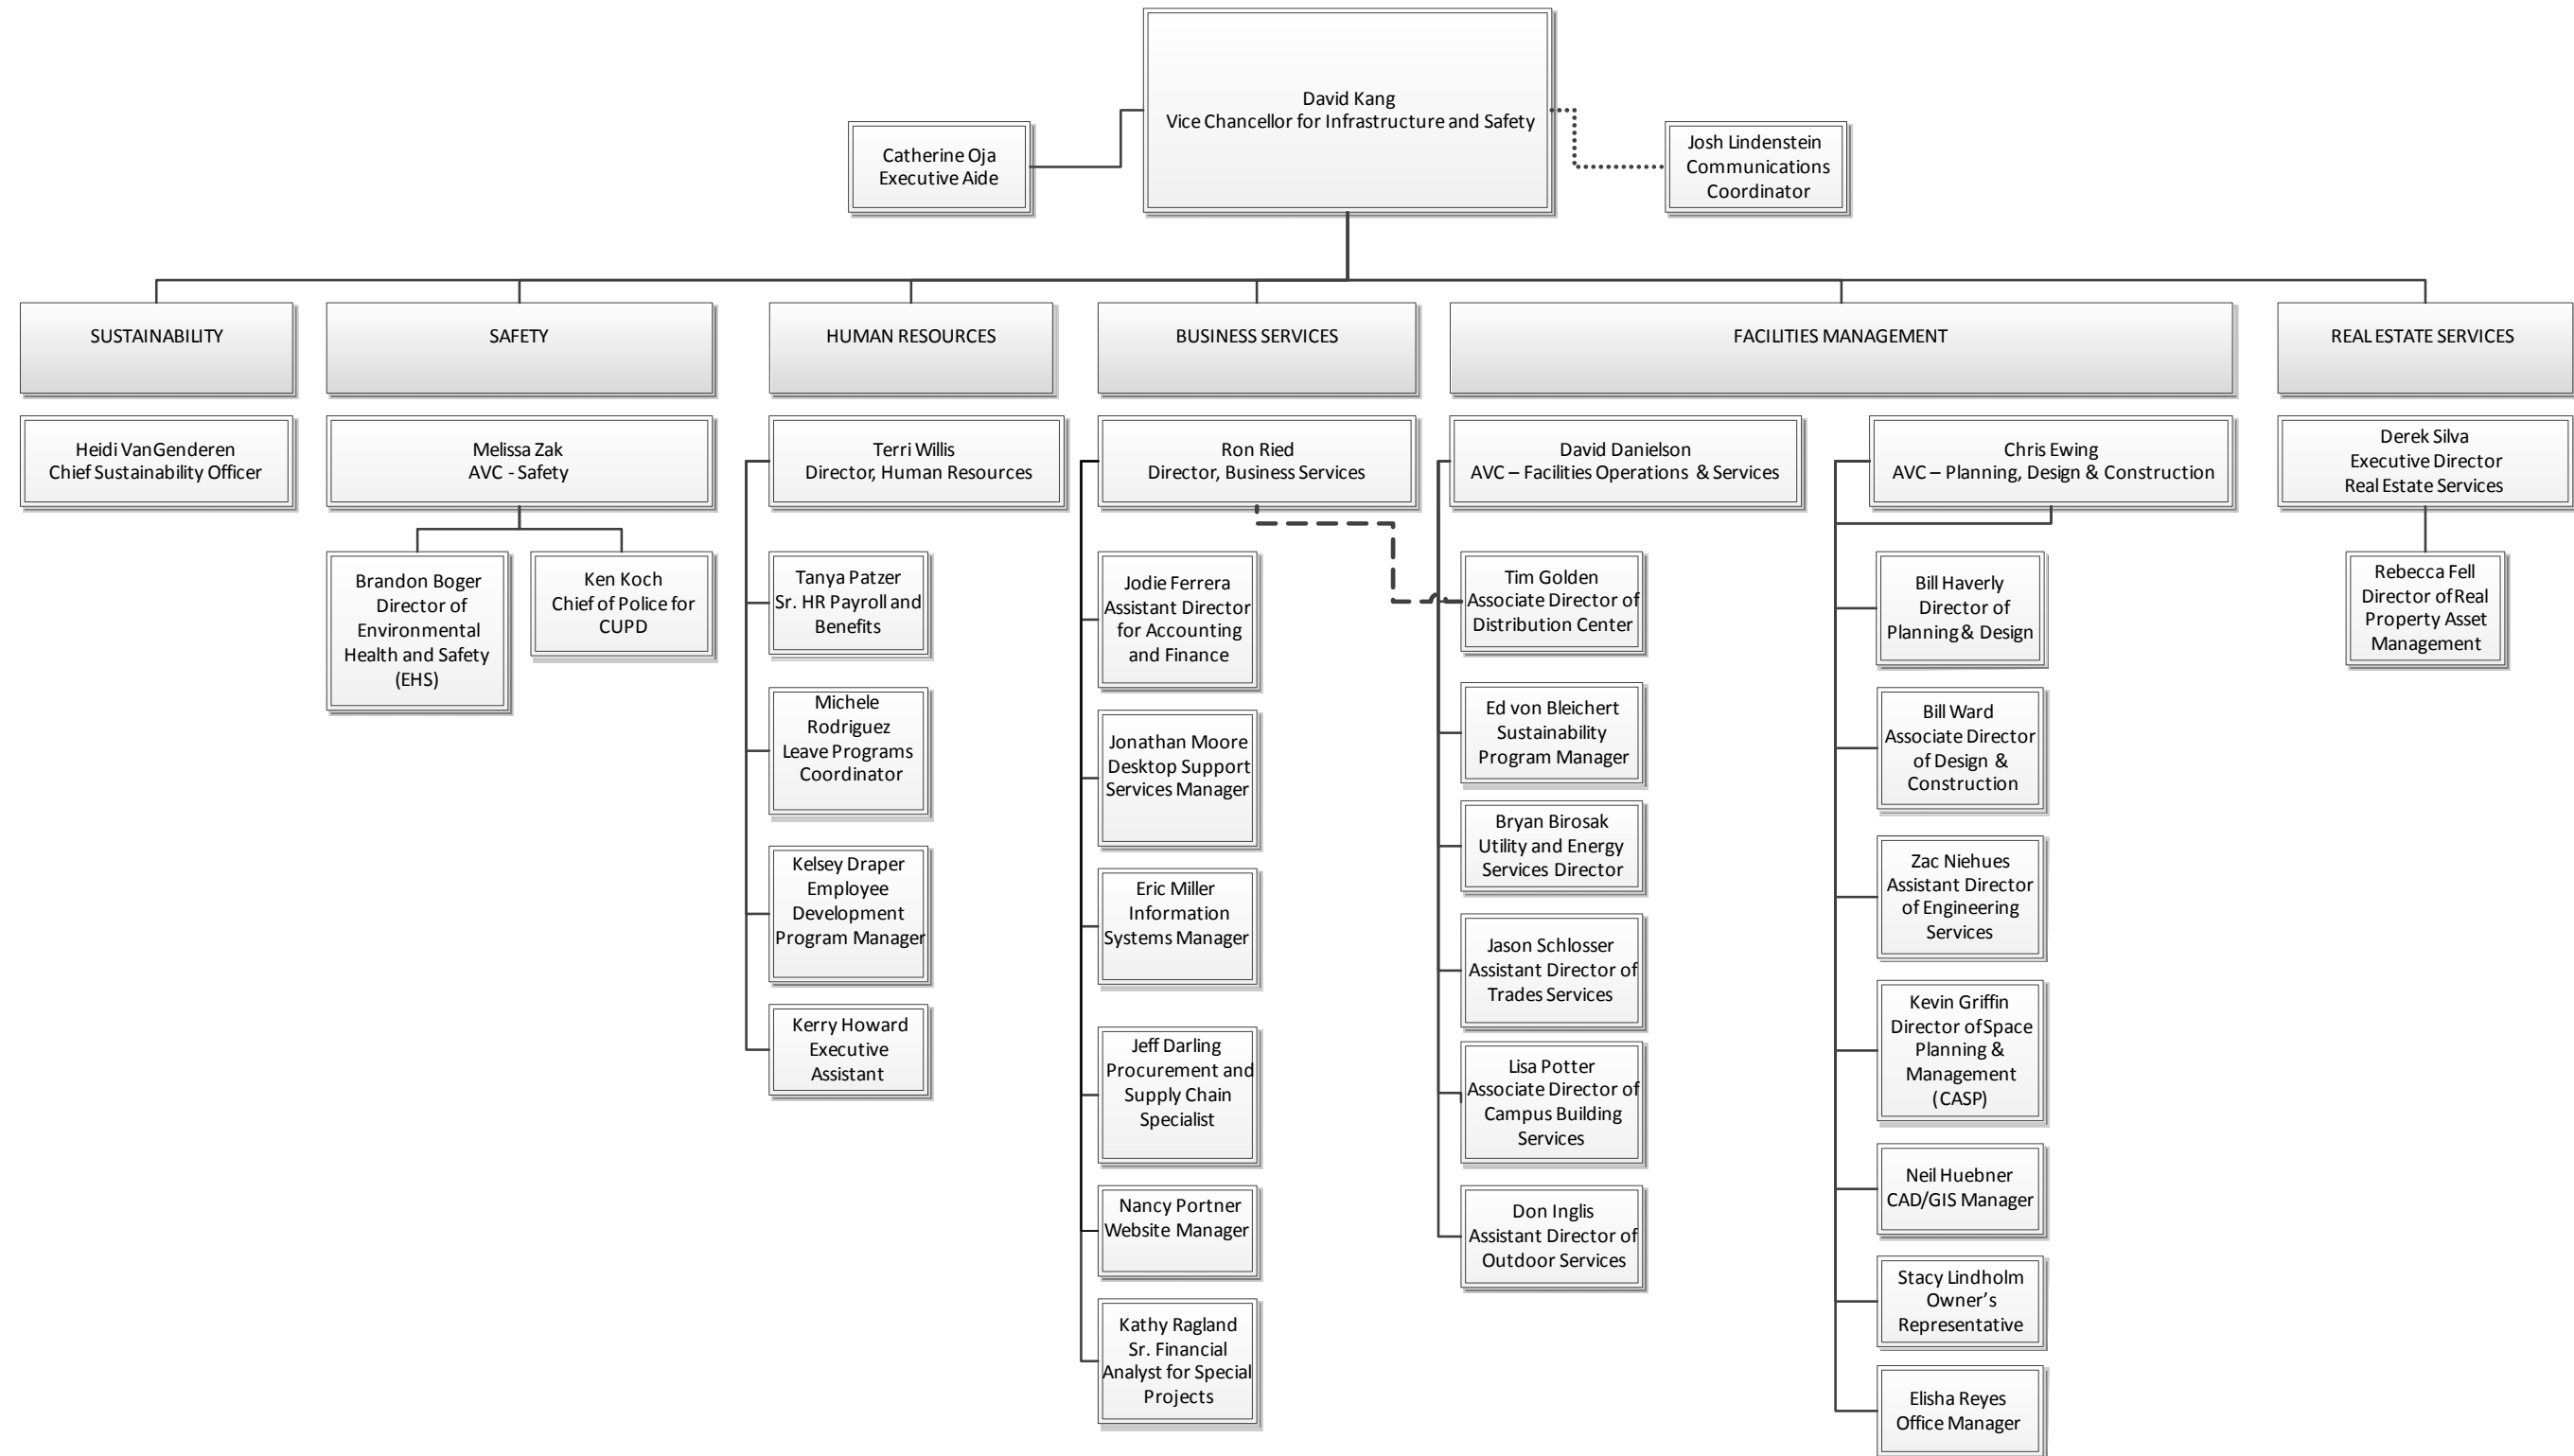 David Kang
Vice Chancellor for Infrastructure and Safety
Catherine Oja
Executive Aide
Josh Lindenstein
Communications
Coordinator
SUSTAINABILITY
SAFETY
HUMAN RESOURCES
BUSINESS SERVICES
FACILITIES MANAGEMENT
REAL ESTATE SERVICES
Heidi VanGenderen
Chief Sustainability Officer
Melissa Zak
AVC - Safety
Terri Willis
Director, Human Resources
Ron Ried
Director, Business Services
David Danielson
AVC – Facilities Operations & Services
Chris Ewing
AVC – Planning, Design & Construction
Derek Silva
Executive Director
Real Estate Services
Brandon Boger
Director of
Environmental
Health and Safety
(EHS)
Ken Koch
Chief of Police for
CUPD
Tanya Patzer
Sr. HR Payroll and
Benefits
Michele
Rodriguez
Leave Programs
Coordinator
Kelsey Draper
Employee
Development
Program Manager
Kerry Howard
Executive
Assistant
Jodie Ferrera
Assistant Director
for Accounting
and Finance
Jonathan Moore
Desktop Support
Services Manager
Eric Miller
Information
Systems Manager
Jeff Darling
Procurement and
Supply Chain
Specialist
Nancy Portner
Website Manager
Kathy Ragland
Sr. Financial
Analyst for Special
Projects
Tim Golden
Associate Director of
Distribution Center
Ed von Bleichert
Sustainability
Program Manager
Bryan Birosak
Utility and Energy
Services Director
Jason Schlosser
Assistant Director of
Trades Services
Lisa Potter
Associate Director of
Campus Building
Services
Don Inglis
Assistant Director of
Outdoor Services
Bill Haverly
Director of
Planning & Design
Bill Ward
Associate Director
of Design &
Construction
Zac Niehues
Assistant Director
of Engineering
Services
Kevin Griffin
Director of Space
Planning &
Management
(CASP)
Neil Huebner
CAD/GIS Manager
Stacy Lindholm
Owner’s
Representative
Elisha Reyes
Office Manager
Rebecca Fell
Director of Real
Property Asset
Management